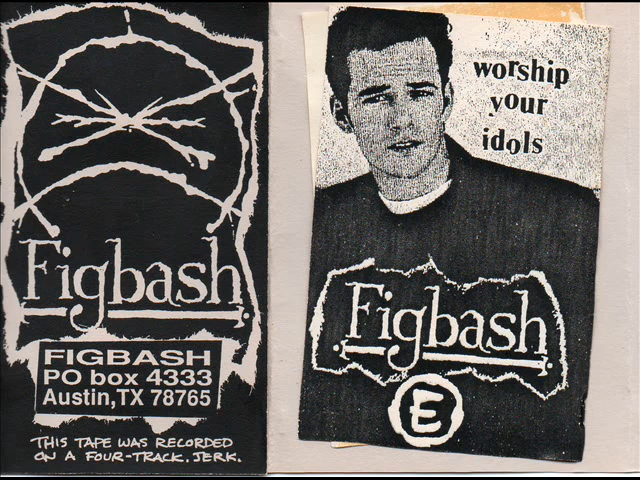 Figbash
FIGBASH
PO box 4333
Austin,TX 78765
THIS TAPE WAS RECORDED
ON A FOUR-TRACK, JERK.
worship
your
idols
Figbash
E